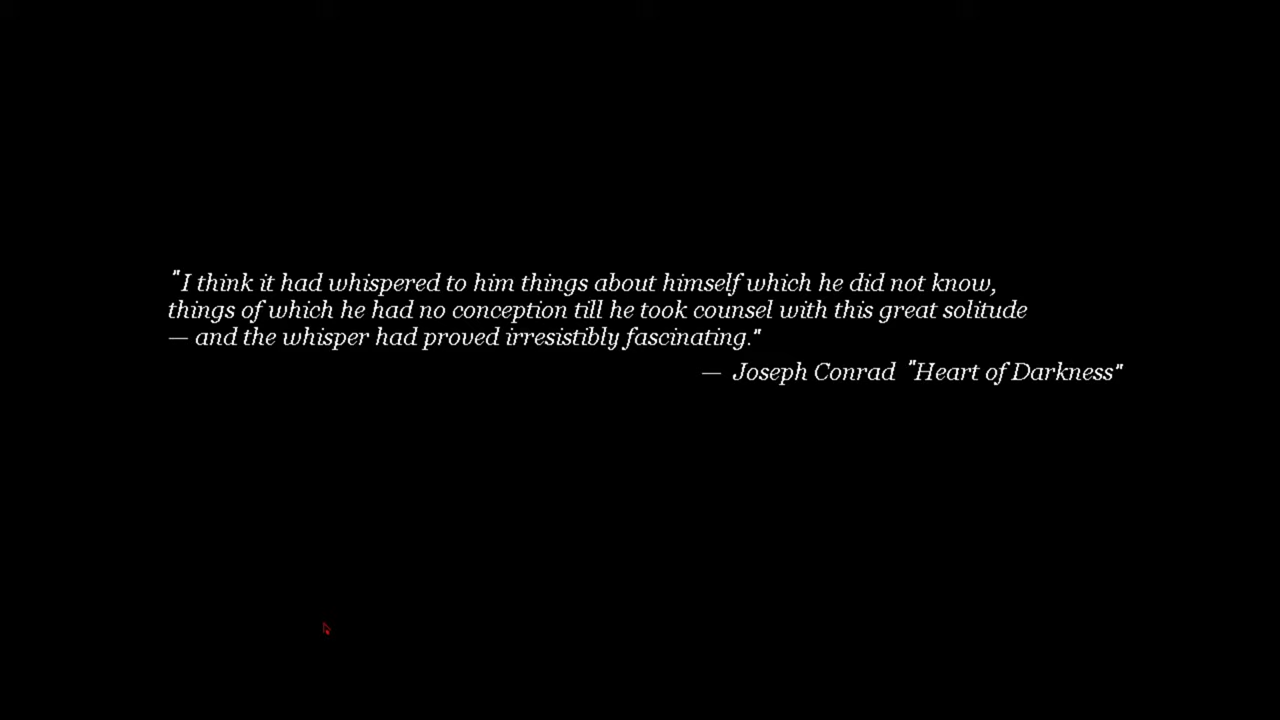 "I think it had whispered to him things about himself which he did not know,
things of which he had no conception till he took counsel with this great solitude
— and the whisper had proved irresistibly fascinating."
— Joseph Conrad "Heart of Darkness"